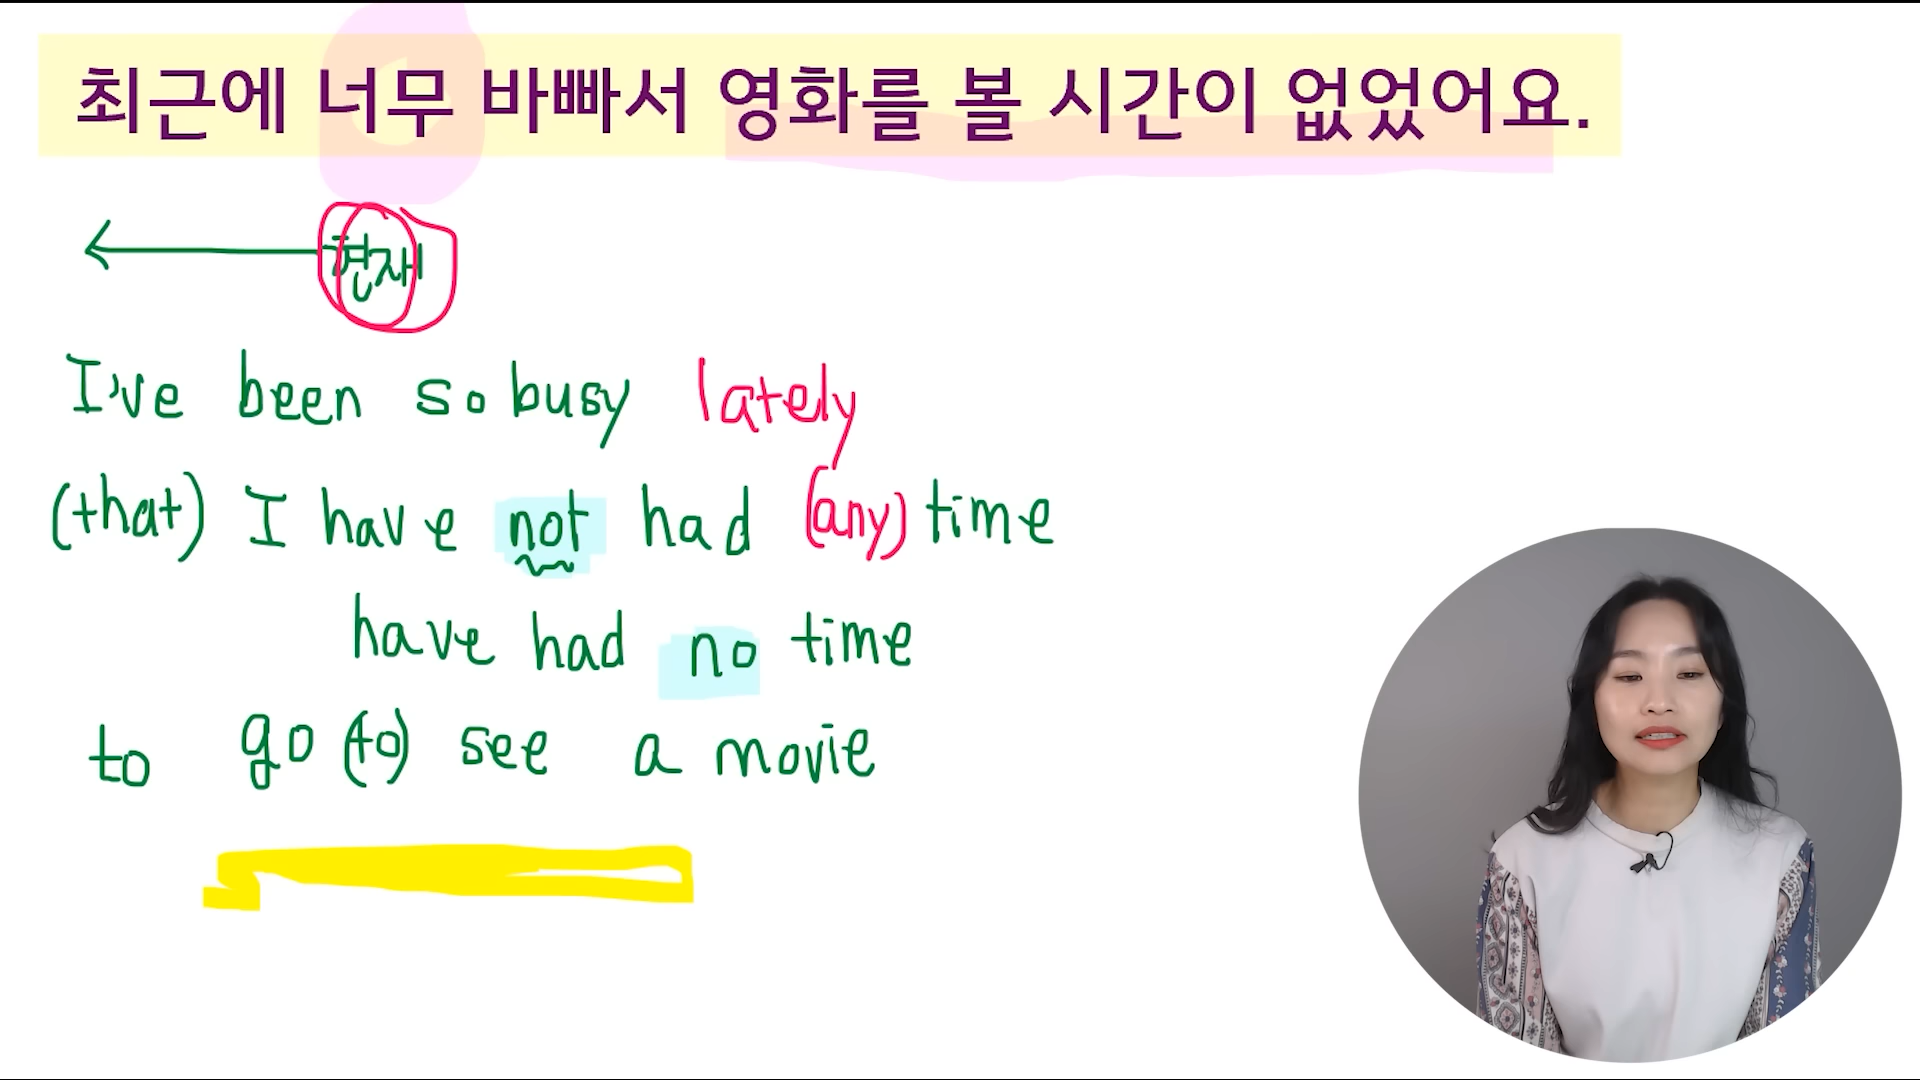 최근에 너무 바빠서 영화를 볼 시간이 없었어요.
현재
I've been so busy lately
(that) I have not had (any) time
have had no time
to go (to) see a movie